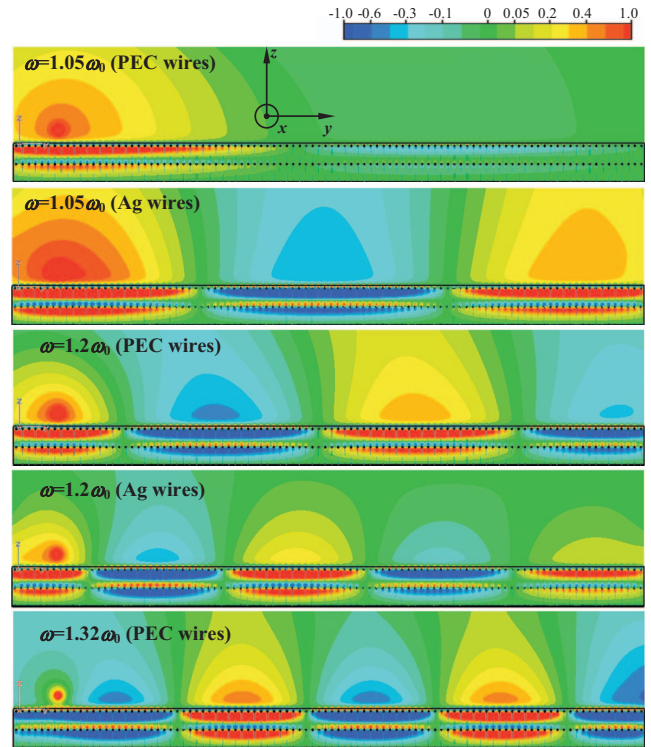 -1.0 -0.6 -0.3 -0.1 0 0.05 0.2 0.4 1.0
ω=1.05ω₀ (PEC wires)
z
x
y
ω=1.05ω₀ (Ag wires)
ω=1.2ω₀ (PEC wires)
ω=1.2ω₀ (Ag wires)
ω=1.32ω₀ (PEC wires)